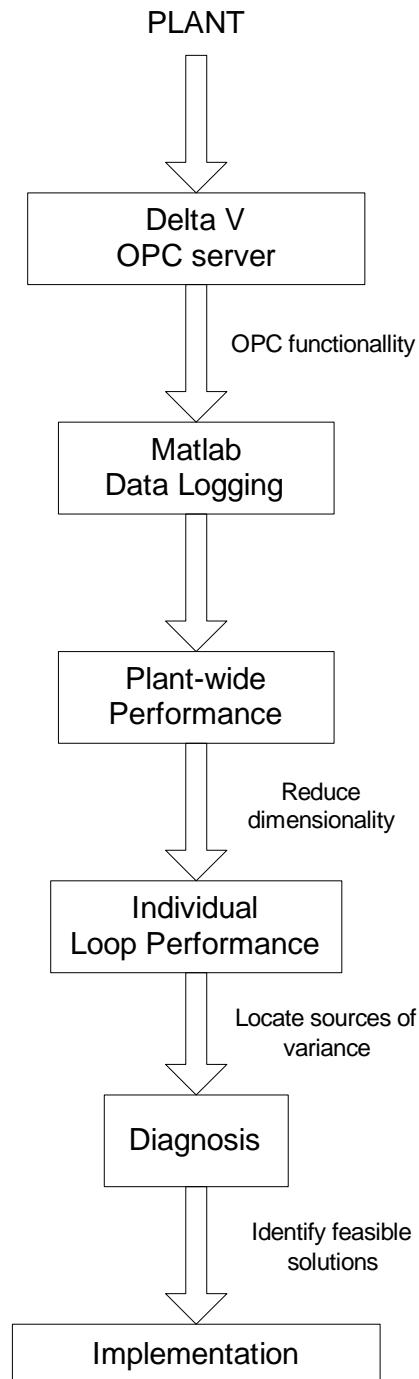 PLANT
Delta V
OPC server
OPC functionallity
Matlab
Data Logging
Plant-wide
Performance
Reduce
dimensionality
Individual
Loop Performance
Locate sources of
variance
Diagnosis
Identify feasible
solutions
Implementation